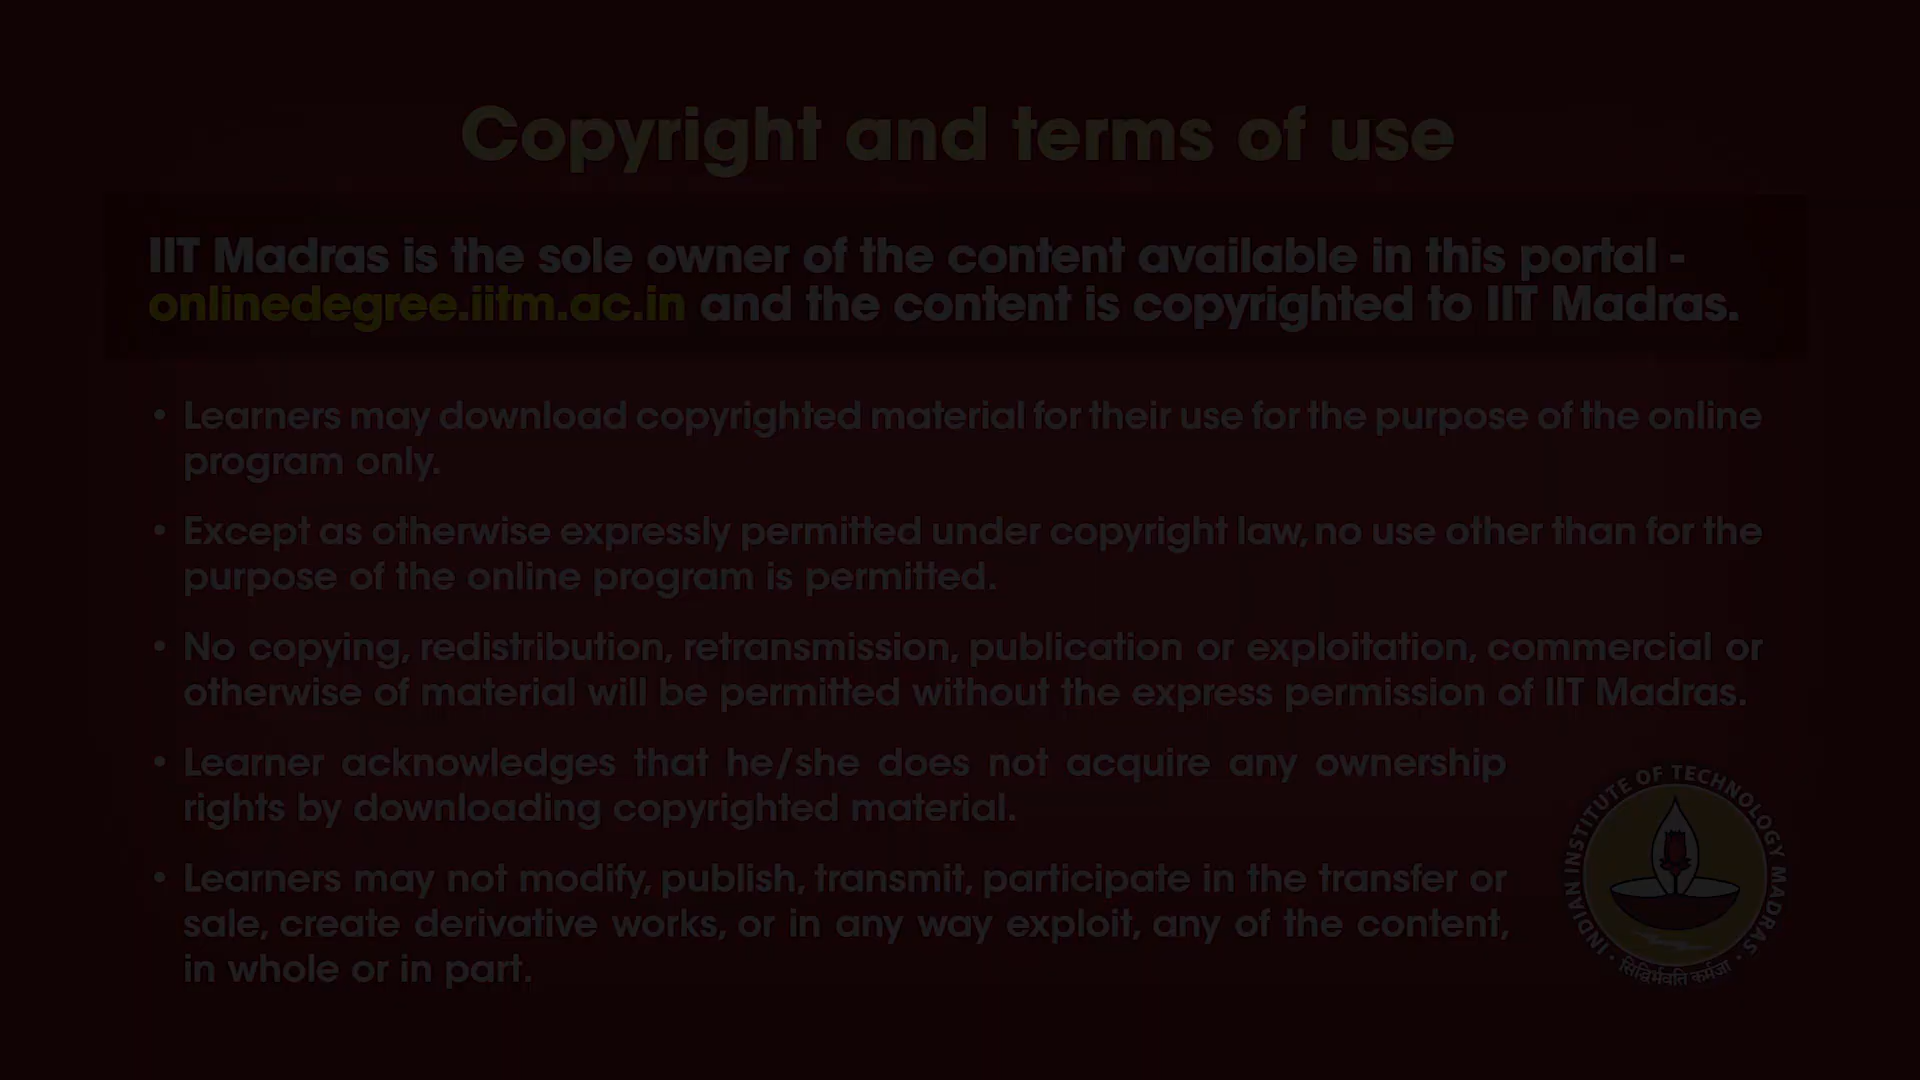 Copyright and terms of use
IIT Madras is the sole owner of the content available in this portal -
onlinedegree.iitm.ac.in and the content is copyrighted to IIT Madras.
• Learners may download copyrighted material for their use for the purpose of the online
program only.
• Except as otherwise expressly permitted under copyright law, no use other than for the
purpose of the online program is permitted.
• No copying, redistribution, retransmission, publication or exploitation, commercial or
otherwise of material will be permitted without the express permission of IIT Madras.
• Learner acknowledges that he/she does not acquire any ownership
rights by downloading copyrighted material.
• Learners may not modify, publish, transmit, participate in the transfer or
sale, create derivative works, or in any way exploit, any of the content,
in whole or in part.
INDIAN INSTITUTE OF TECHNOLOGY MADRAS
सिद्धिर्भवति कर्मजा